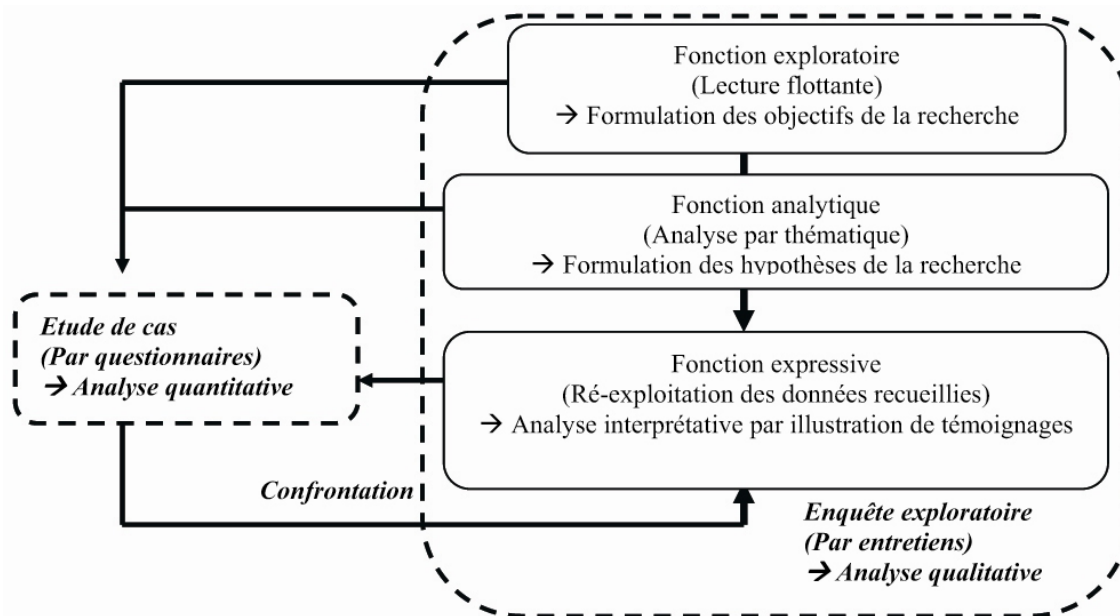 Fonction exploratoire
(Lecture flottante)
→ Formulation des objectifs de la recherche
Fonction analytique
(Analyse par thématique)
→ Formulation des hypothèses de la recherche
Etude de cas
(Par questionnaires)
→ Analyse quantitative
Fonction expressive
(Ré-exploitation des données recueillies)
→ Analyse interprétative par illustration de témoignages
Confrontation
Enquête exploratoire
(Par entretiens)
→ Analyse qualitative